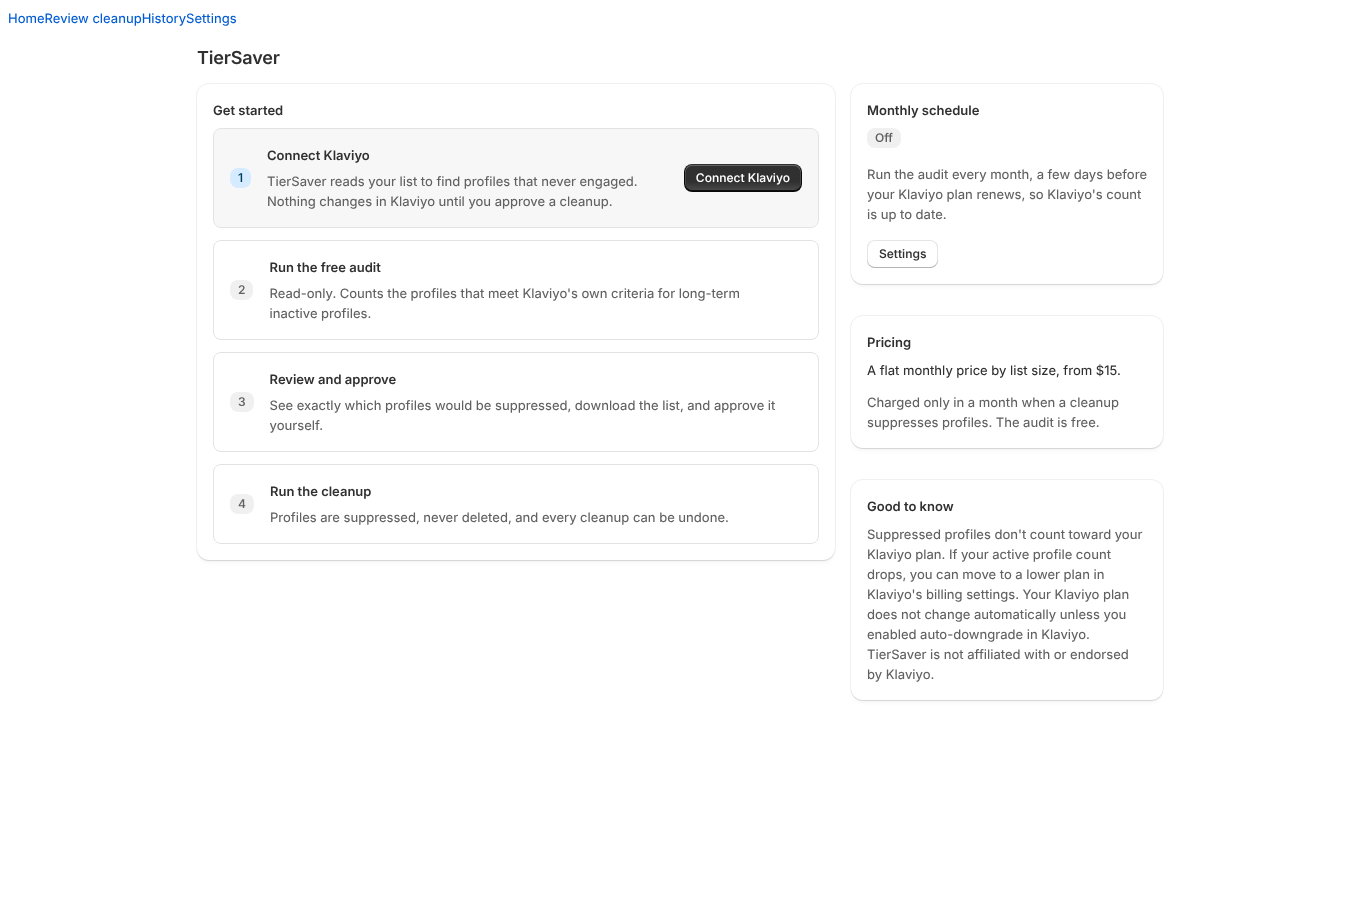 HomeReview cleanupHistorySettings
TierSaver
Get started
1
Connect Klaviyo
TierSaver reads your list to find profiles that never engaged.
Nothing changes in Klaviyo until you approve a cleanup.
Connect Klaviyo
2
Run the free audit
Read-only. Counts the profiles that meet Klaviyo's own criteria for long-term
inactive profiles.
3
Review and approve
See exactly which profiles would be suppressed, download the list, and approve it
yourself.
4
Run the cleanup
Profiles are suppressed, never deleted, and every cleanup can be undone.
Monthly schedule
Off
Run the audit every month, a few days before
your Klaviyo plan renews, so Klaviyo's count
is up to date.
Settings
Pricing
A flat monthly price by list size, from $15.
Charged only in a month when a cleanup
suppresses profiles. The audit is free.
Good to know
Suppressed profiles don't count toward your
Klaviyo plan. If your active profile count
drops, you can move to a lower plan in
Klaviyo's billing settings. Your Klaviyo plan
does not change automatically unless you
enabled auto-downgrade in Klaviyo.
TierSaver is not affiliated with or endorsed
by Klaviyo.